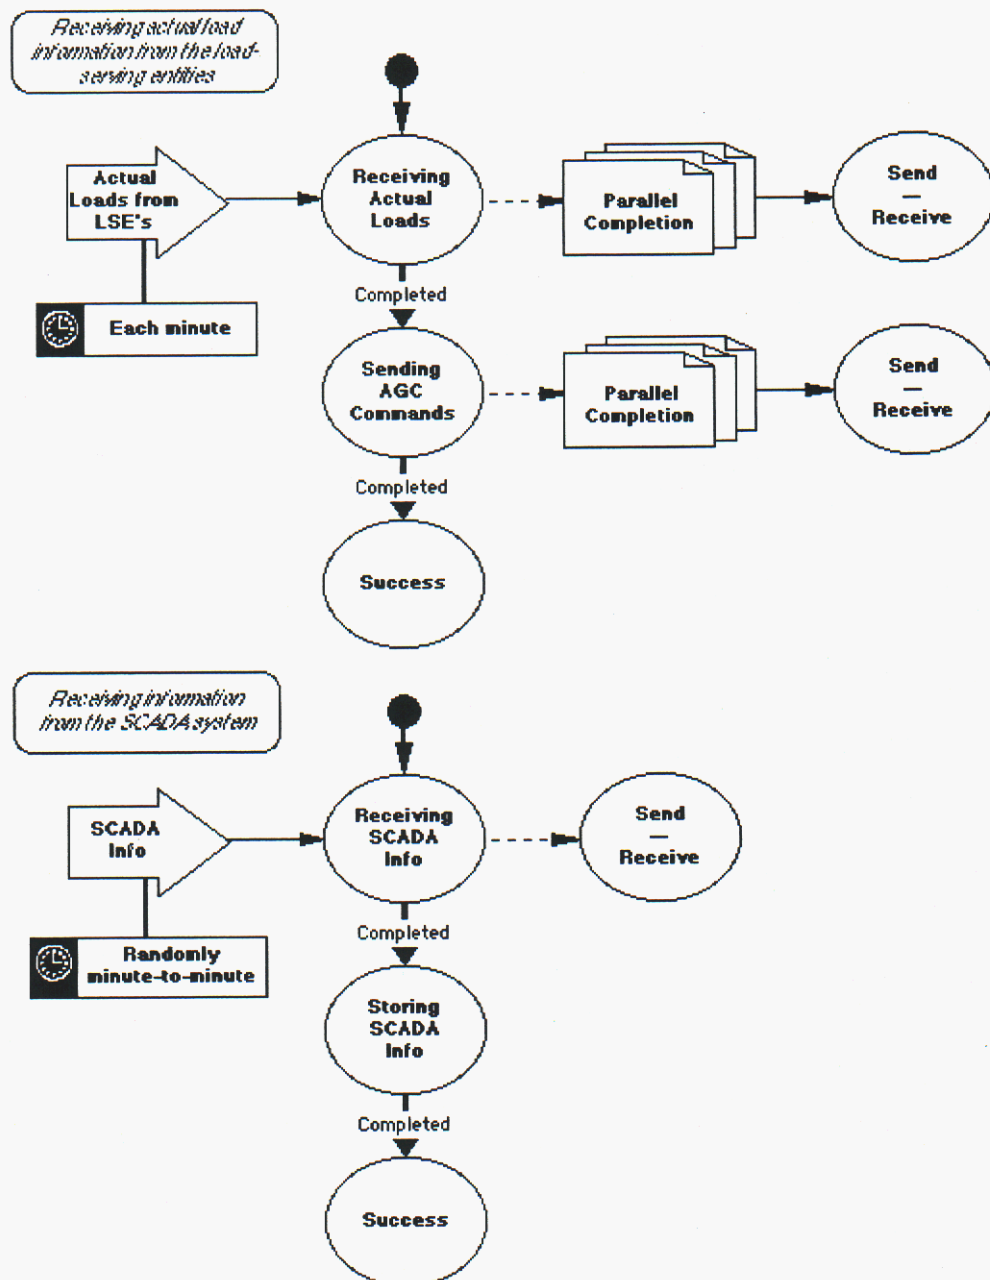 Receiving actual load
information from the load-
serving entities
Actual
Loads from
LSE's
Each minute
Receiving
Actual
Loads
Parallel
Completion
Send
—
Receive
Completed
Sending
AGC
Commands
Parallel
Completion
Send
—
Receive
Completed
Success
Receiving information
from the SCADA system
SCADA
Info
Randomly
minute-to-minute
Receiving
SCADA
Info
Send
—
Receive
Completed
Storing
SCADA
Info
Completed
Success